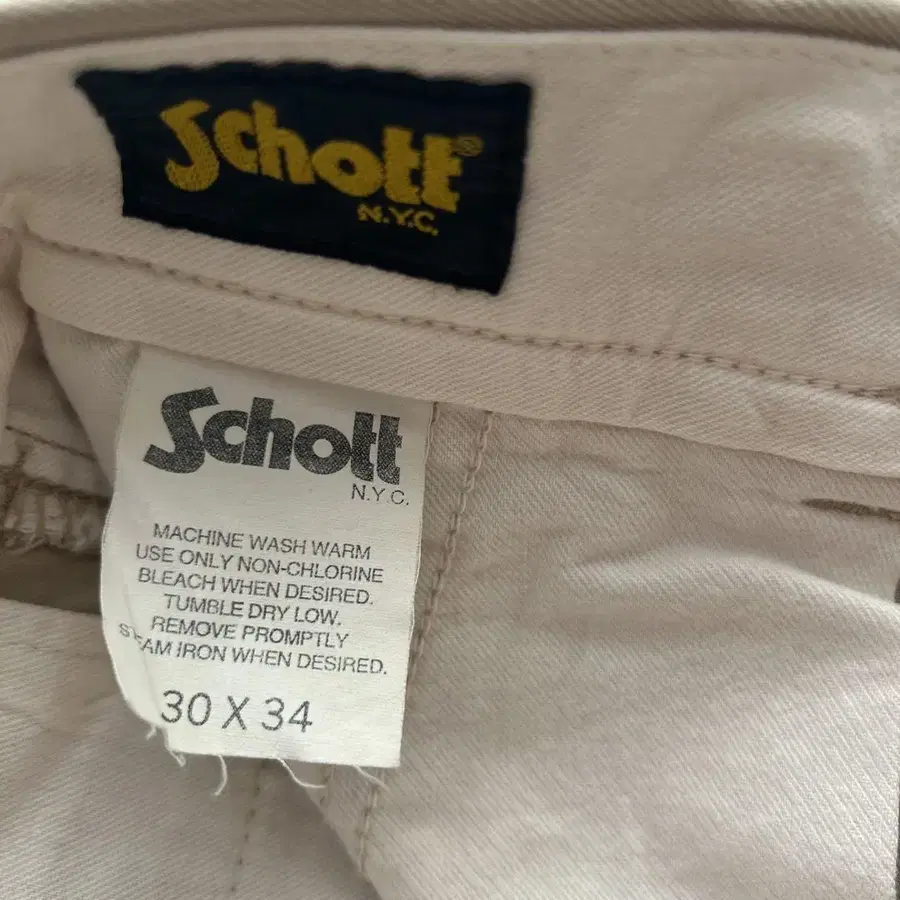 Schott®
N.Y.C.
Schott
N.Y.C.
MACHINE WASH WARM
USE ONLY NON-CHLORINE
BLEACH WHEN DESIRED.
TUMBLE DRY LOW.
REMOVE PROMPTLY
STEAM IRON WHEN DESIRED.
30 X 34